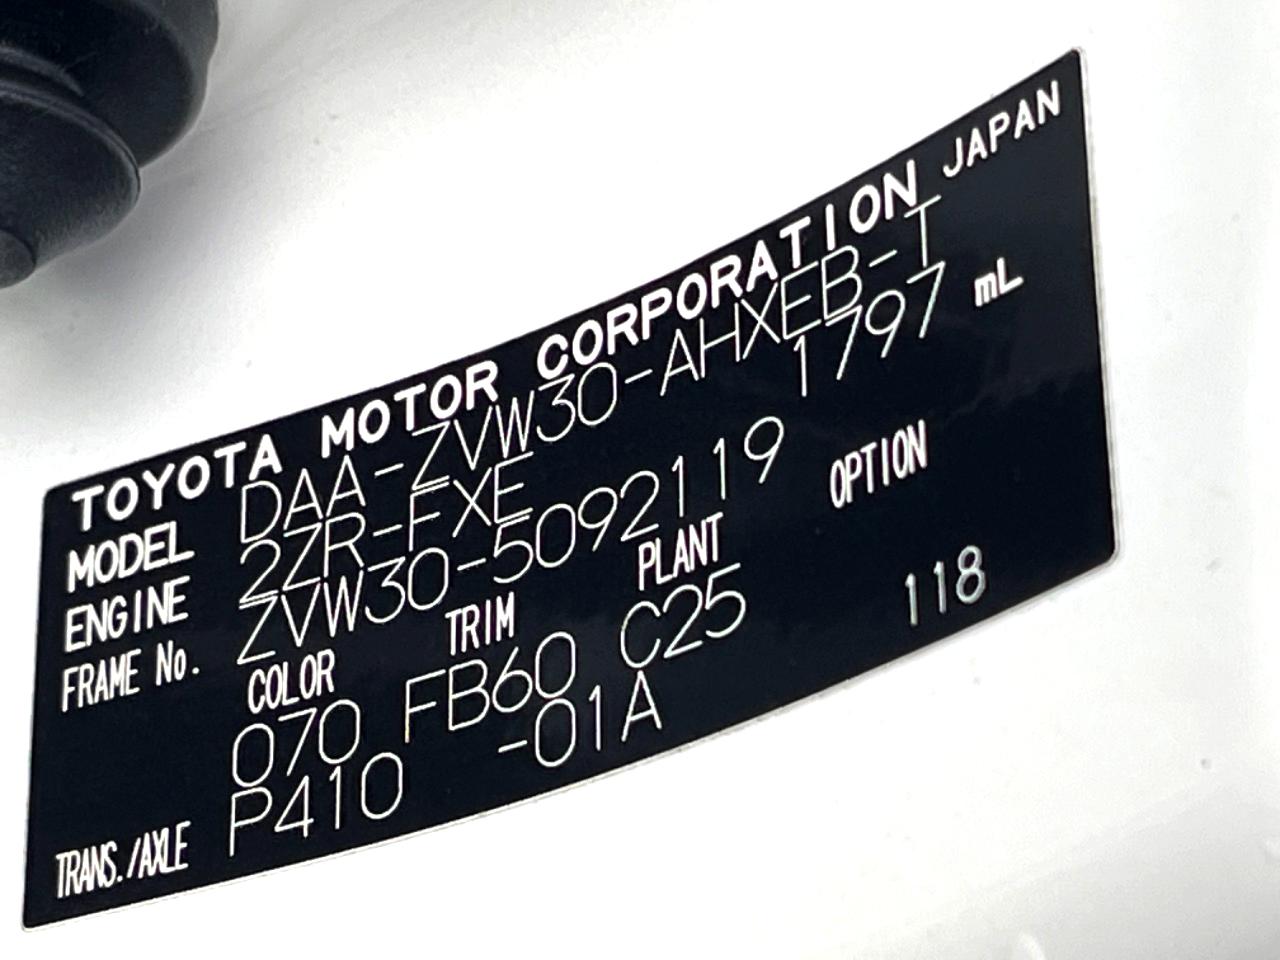 TOYOTA MOTOR CORPORATION JAPAN
MODEL DAA-ZVW30-AHXEB-T
ENGINE 2ZR-FXE 1797 mL
FRAME No. ZVW30-5092119
COLOR TRIM PLANT OPTION
070 FB60 C25 118
TRANS./AXLE P410 -01A